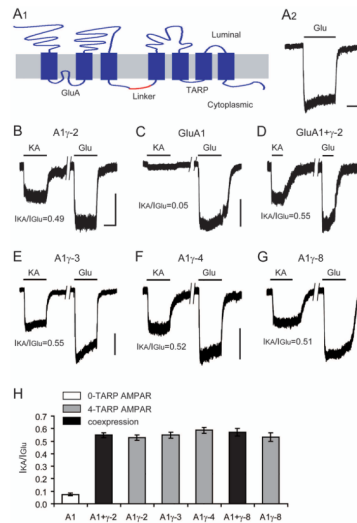 A1
Luminal
GluA
Linker
TARP
Cytoplasmic
A2
Glu
B
A1γ-2
KA
Glu
IKA/IGlu=0.49
C
GluA1
KA
Glu
IKA/IGlu=0.05
D
GluA1+γ-2
KA
Glu
IKA/IGlu=0.55
E
A1γ-3
KA
Glu
IKA/IGlu=0.55
F
A1γ-4
KA
Glu
IKA/IGlu=0.52
G
A1γ-8
KA
Glu
IKA/IGlu=0.51
H
0-TARP AMPAR
4-TARP AMPAR
coexpression
IKA/IGlu
0.7
0.6
0.5
0.4
0.3
0.2
0.1
0.0
A1
A1+γ-2
A1γ-2
A1γ-3
A1γ-4
A1+γ-8
A1γ-8